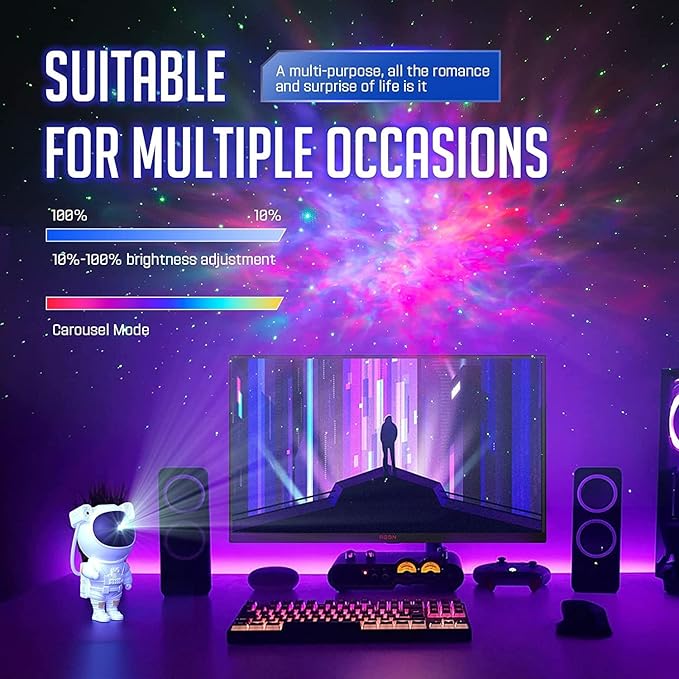 SUITABLE
A multi-purpose, all the romance
and surprise of life is it
FOR MULTIPLE OCCASIONS
100% 10%
10%-100% brightness adjustment
Carousel Mode